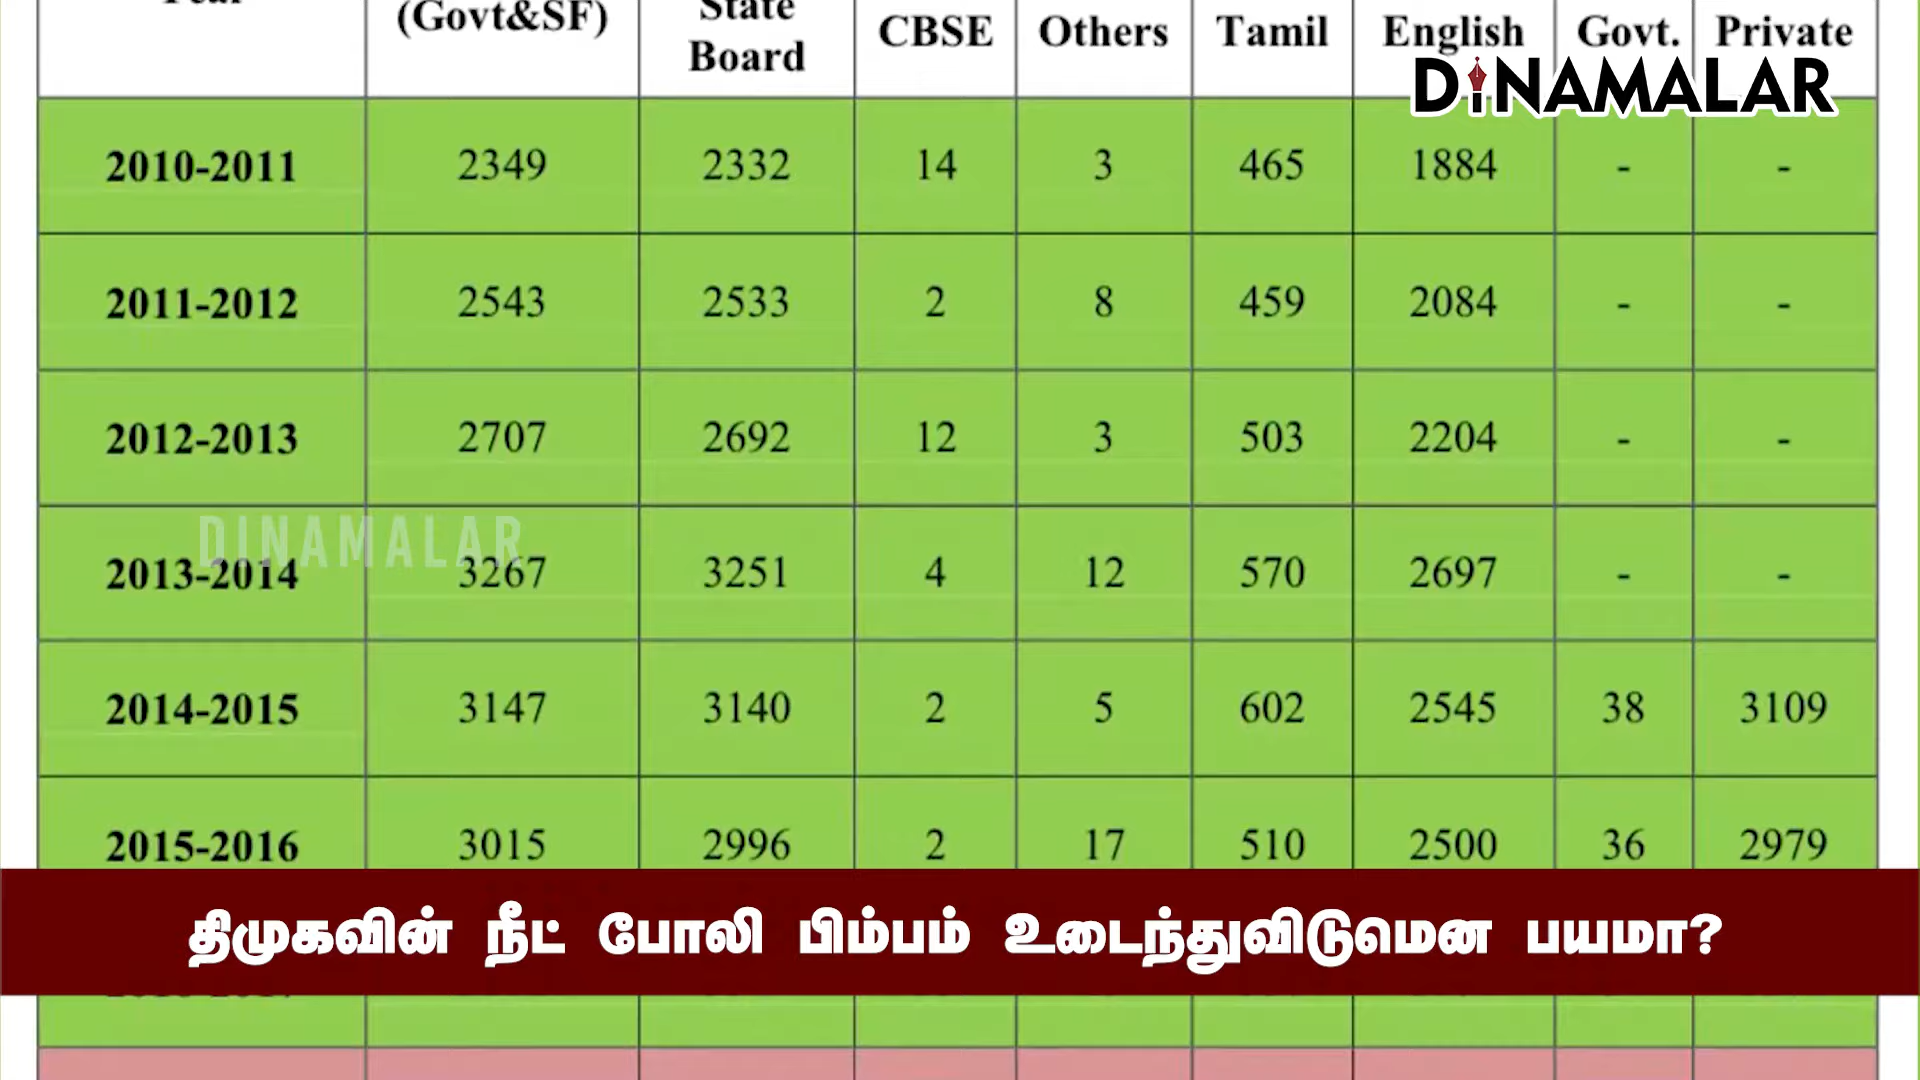 (Govt&SF) State
Board CBSE Others Tamil English Govt. Private
DINAMALAR
2010-2011 2349 2332 14 3 465 1884 - -
2011-2012 2543 2533 2 8 459 2084 - -
2012-2013 2707 2692 12 3 503 2204 - -
DINAMALAR
2013-2014 3267 3251 4 12 570 2697 - -
2014-2015 3147 3140 2 5 602 2545 38 3109
2015-2016 3015 2996 2 17 510 2500 36 2979
திமுகவின் நீட் போலி பிம்பம் உடைந்துவிடுமென பயமா?